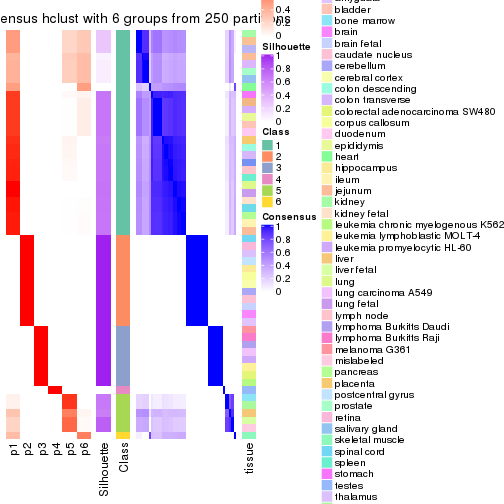 ensus hclust with 6 groups from 250 parti ns
0.4
0.2
0
Silhouette
1
0.8
0.6
0.4
0.2
0
Class
1
2
3
4
5
6
Consensus
1
0.8
0.6
0.4
0.2
0
bladder
bone marrow
brain
brain fetal
caudate nucleus
cerebellum
cerebral cortex
colon descending
colon transverse
colorectal adenocarcinoma SW480
corpus callosum
duodenum
epididymis
heart
hippocampus
ileum
jejunum
kidney
kidney fetal
leukemia chronic myelogenous K562
leukemia lymphoblastic MOLT-4
leukemia promyelocytic HL-60
liver
liver fetal
lung
lung carcinoma A549
lung fetal
lymph node
lymphoma Burkitts Daudi
lymphoma Burkitts Raji
melanoma G361
mislabeled
pancreas
placenta
postcentral gyrus
prostate
retina
salivary gland
skeletal muscle
spinal cord
spleen
stomach
testes
thalamus
p1
p2
p3
p4
p5
p6
Silhouette
Class
tissue